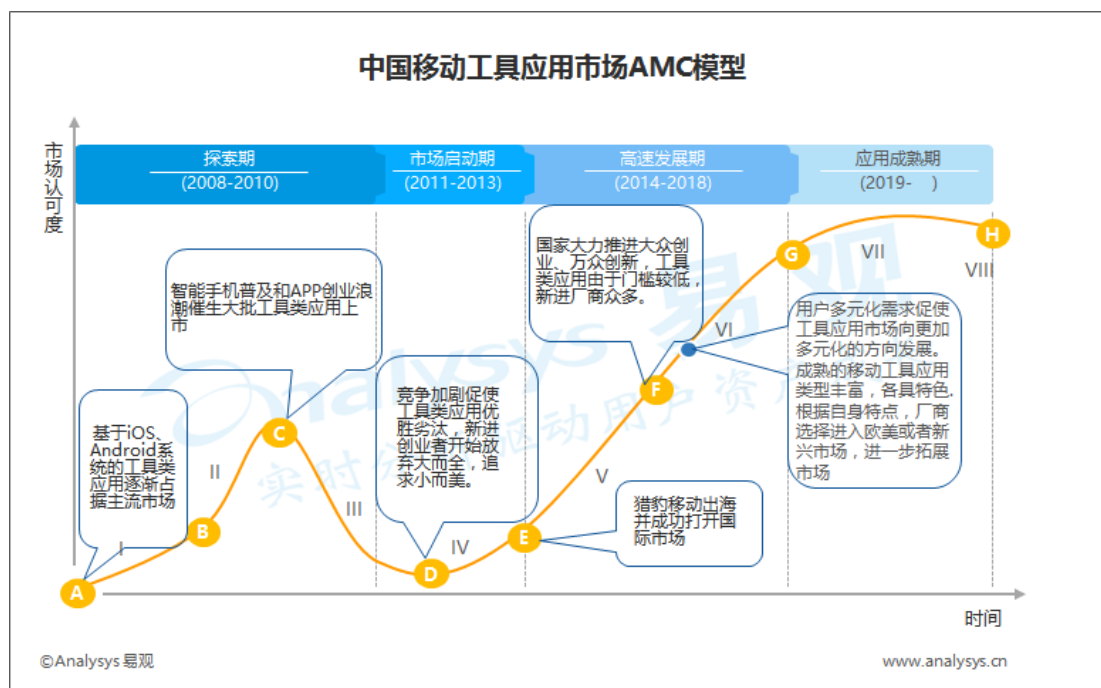 中国移动工具应用市场AMC模型
市场认可度
探索期
(2008-2010)
市场启动期
(2011-2013)
高速发展期
(2014-2018)
应用成熟期
(2019-    )
国家大力推进大众创
业、万众创新，工具
类应用由于门槛较低，
新进厂商众多。
智能手机普及和APP创业浪
潮催生大批工具类应用上
市
用户多元化需求促使
工具应用市场向更加
多元化的方向发展。
成熟的移动工具应用
类型丰富，各具特色.
根据自身特点，厂商
选择进入欧美或者新
兴市场，进一步拓展
市场
竞争加剧促使
工具类应用优
胜劣汰，新进
创业者开始放
弃大而全，追
求小而美。
基于iOS、
Android系
统的工具类
应用逐渐占
据主流市场
猎豹移动出海
并成功打开国
际市场
A
I
B
II
C
III
D
IV
E
V
F
VI
G
VII
H
VIII
时间
analysys 易观
©Analysys 易观
www.analysys.cn